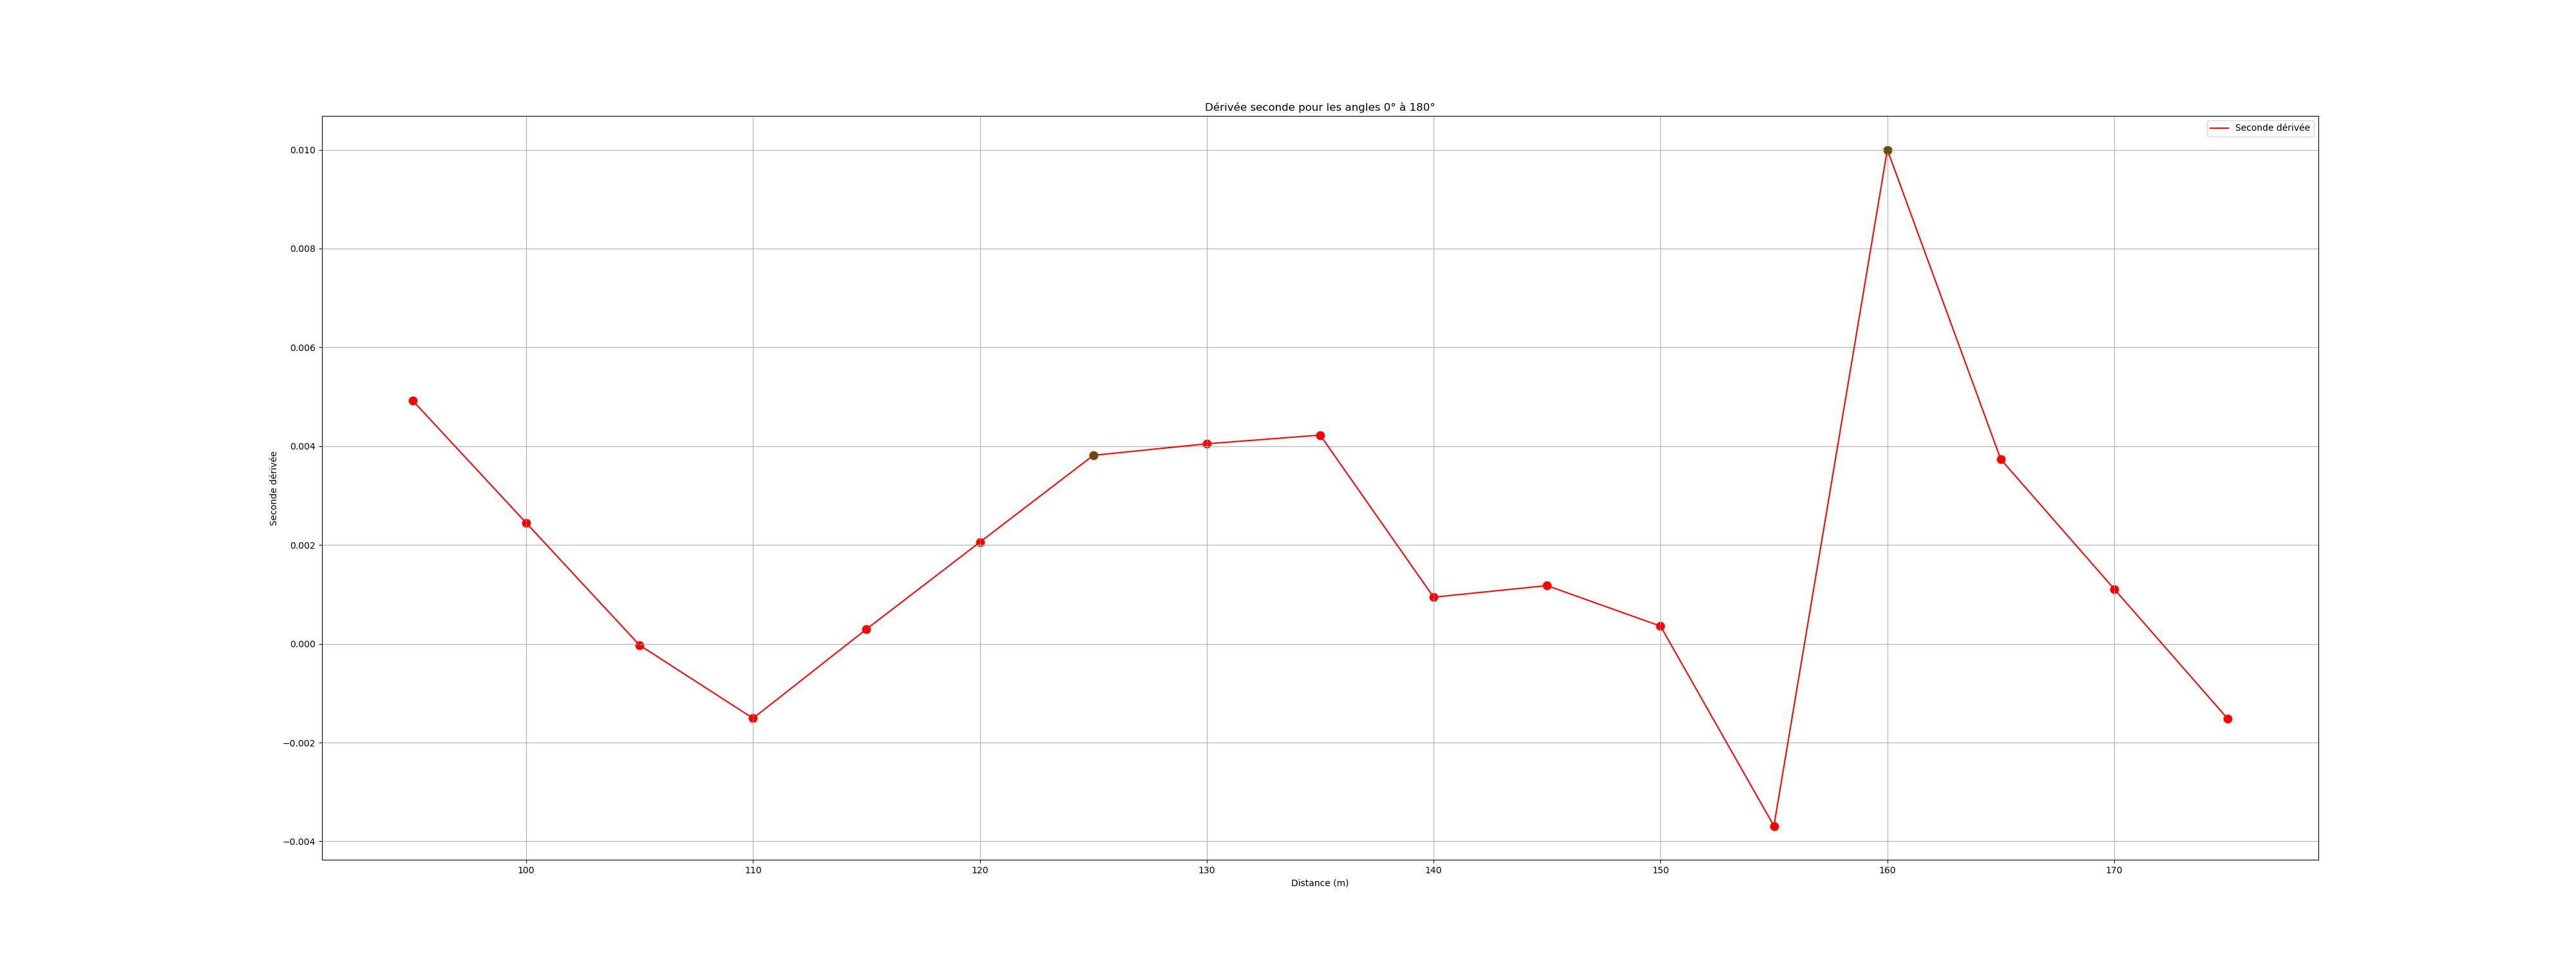 Dérivée seconde pour les angles 0° à 180°
Seconde dérivée
0.010
0.008
0.006
0.004
0.002
0.000
−0.002
−0.004
Seconde dérivée
100 110 120 130 140 150 160 170
Distance (m)